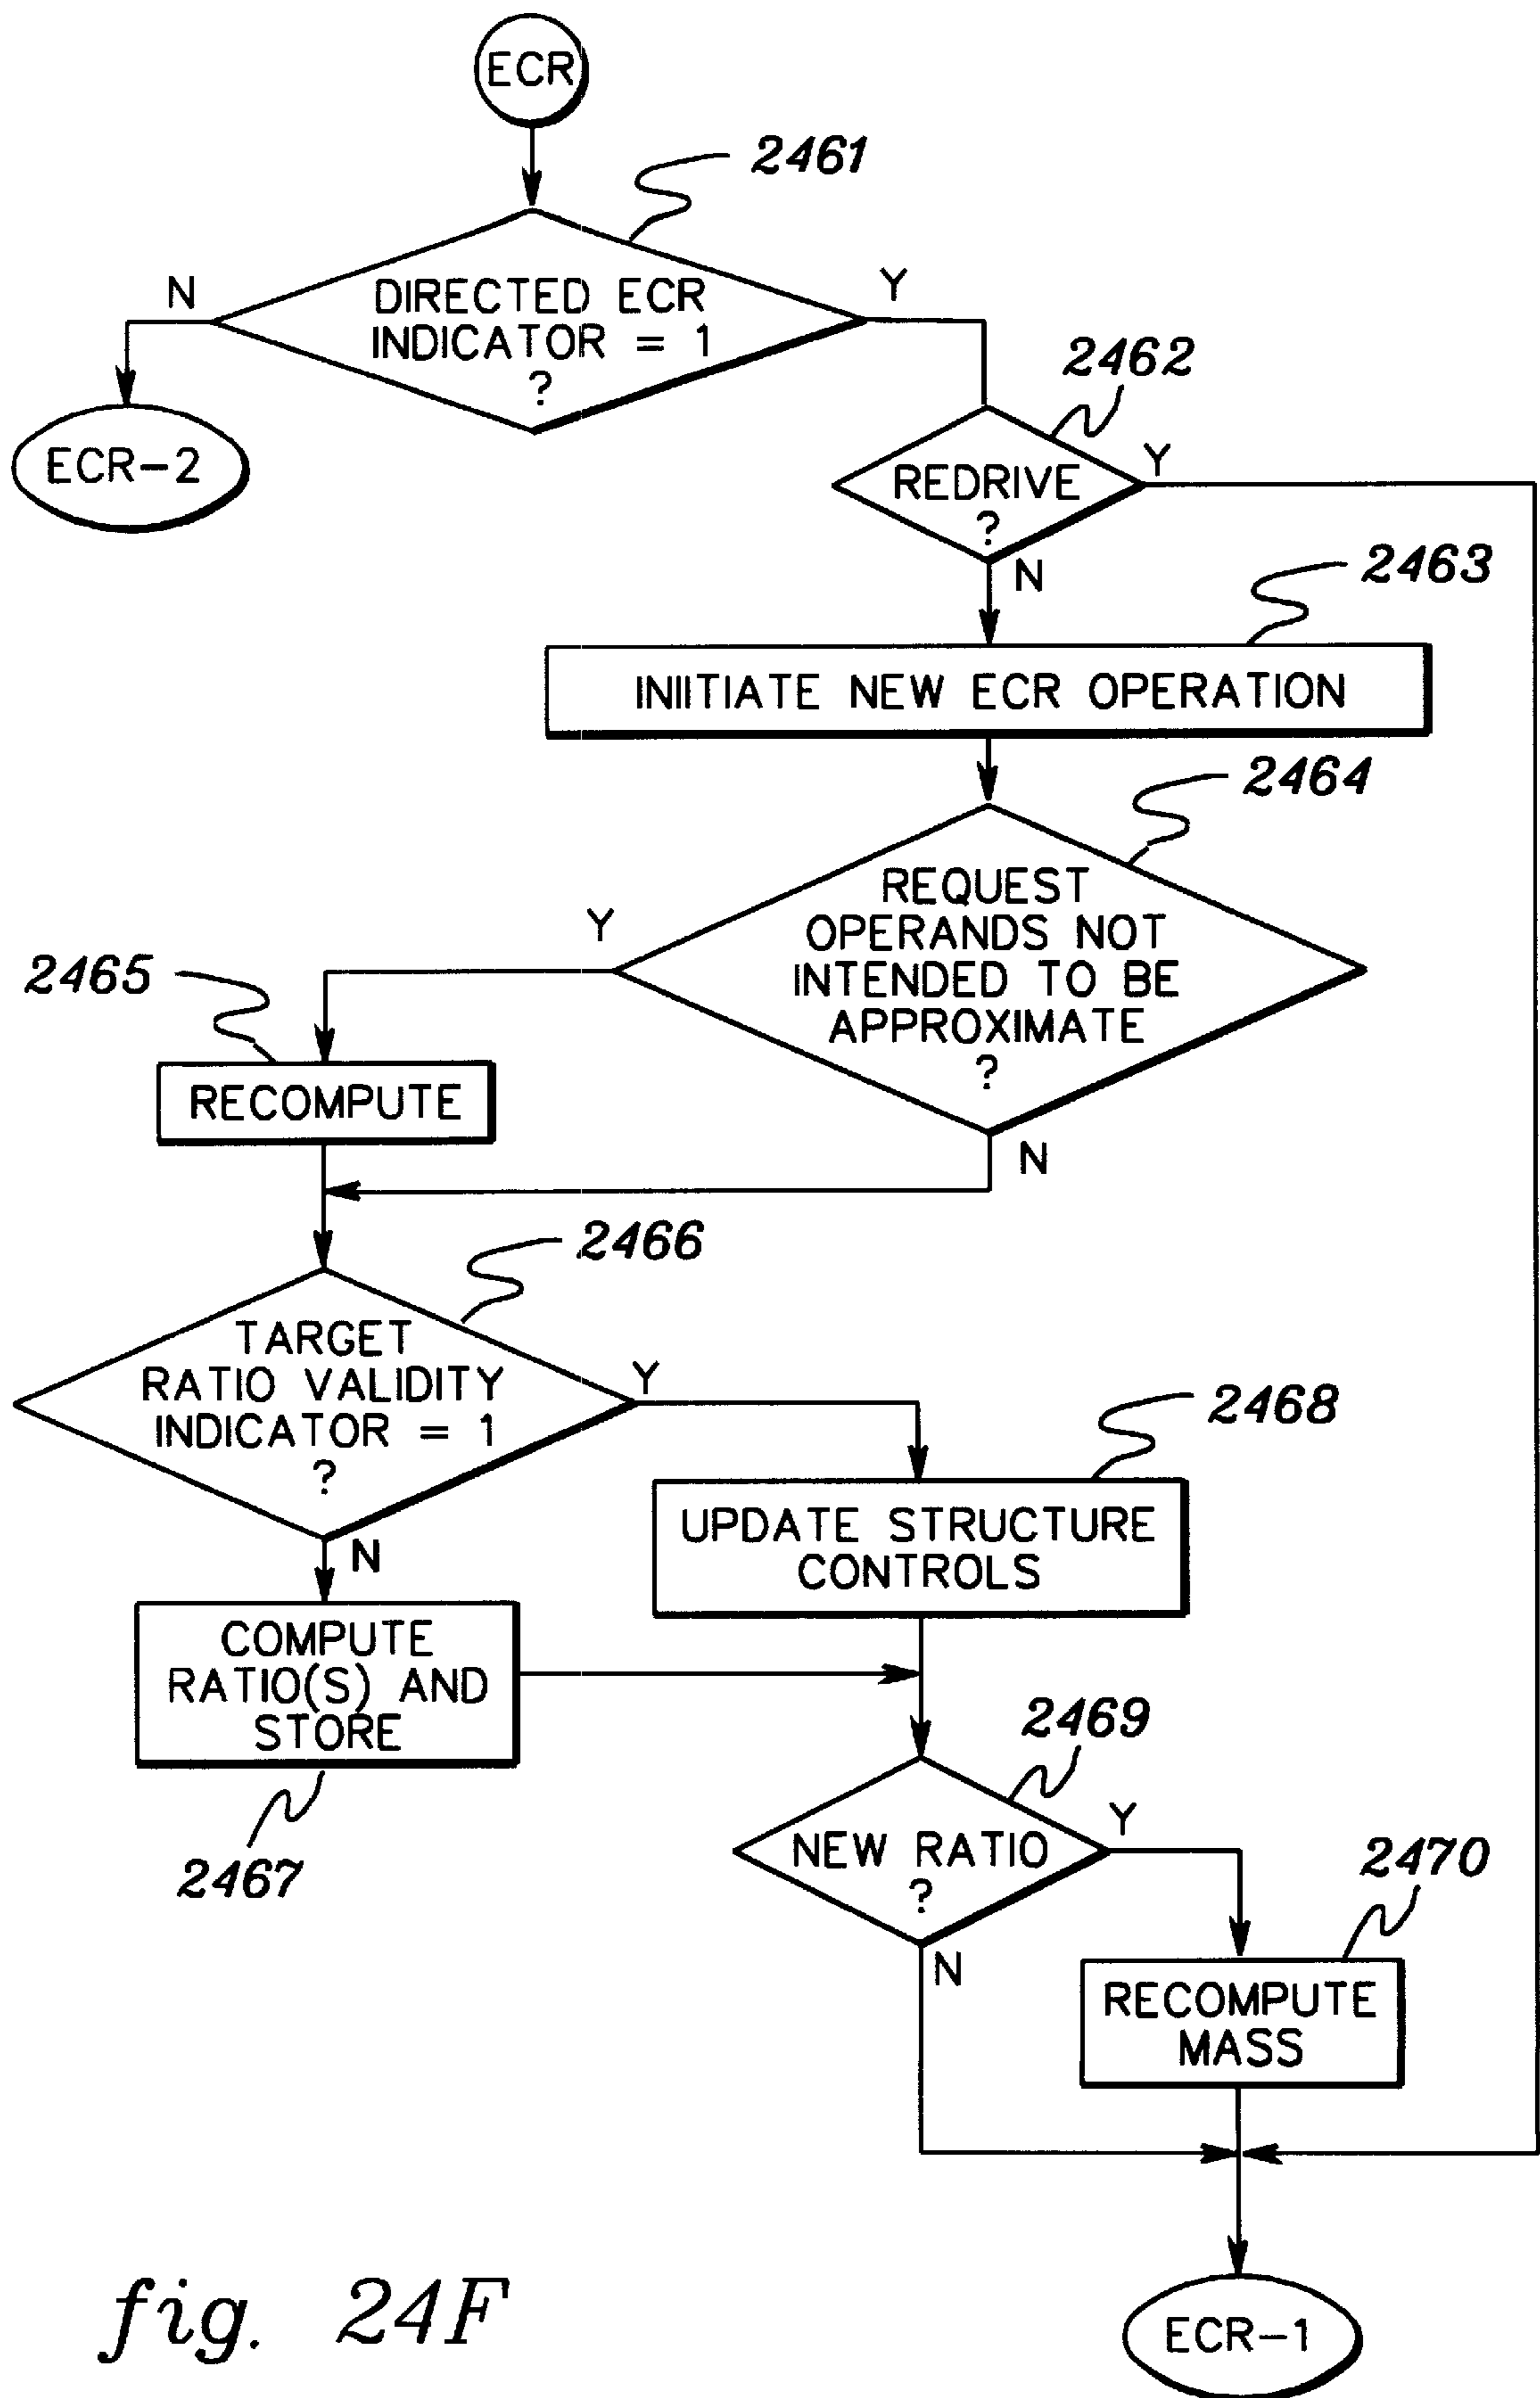 ECR
2461
N
DIRECTED ECR
Y
INDICATOR = 1
?
2462
ECR-2
REDRIVE
Y
?
N
2463
INIITIATE NEW ECR OPERATION
2464
REQUEST
Y
OPERANDS NOT
2465
INTENDED TO BE
APPROXIMATE
?
RECOMPUTE
N
2466
TARGET
RATIO VALIDITY
Y
INDICATOR = 1
?
2468
UPDATE STRUCTURE
CONTROLS
N
COMPUTE
RATIO(S) AND
STORE
2467
2469
NEW RATIO
Y
?
2470
N
RECOMPUTE
MASS
fig. 24F
ECR-1